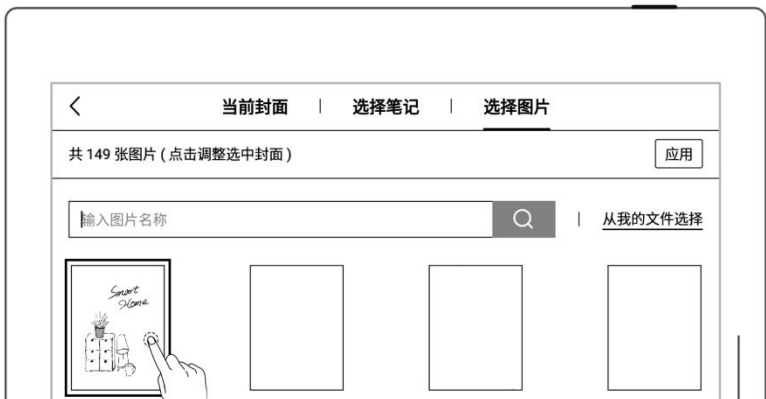 当前封面 | 选择笔记 | 选择图片
共 149 张图片 ( 点击调整选中封面 )
应用
输入图片名称
从我的文件选择
Smart
Home